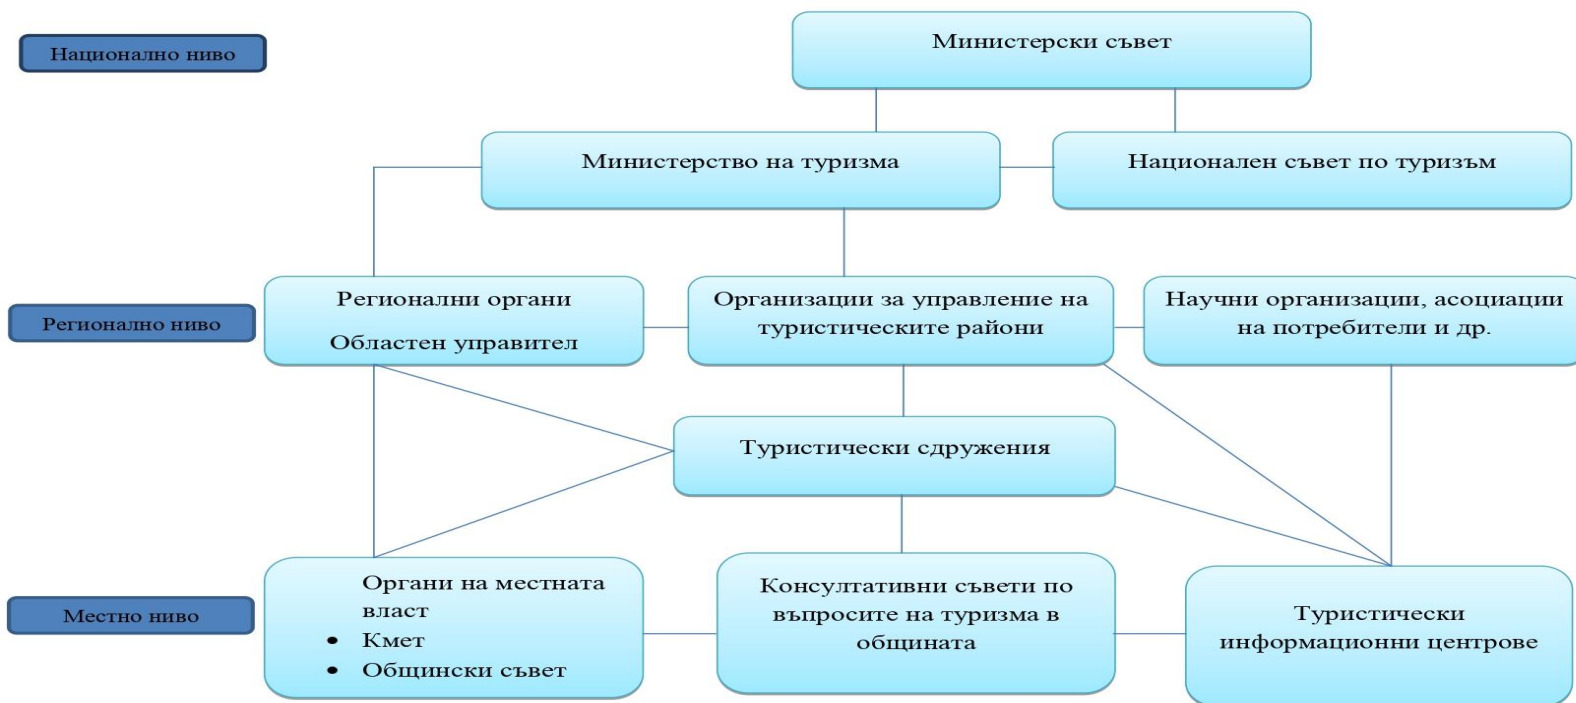 Национално ниво
Министерски съвет
Министерство на туризма
Национален съвет по туризъм
Регионално ниво
Регионални органи
Областен управител
Организации за управление на
туристическите райони
Научни организации, асоциации
на потребители и др.
Туристически сдружения
Местно ниво
Органи на местната
власт
• Кмет
• Общински съвет
Консултативни съвети по
въпросите на туризма в
общината
Туристически
информационни центрове